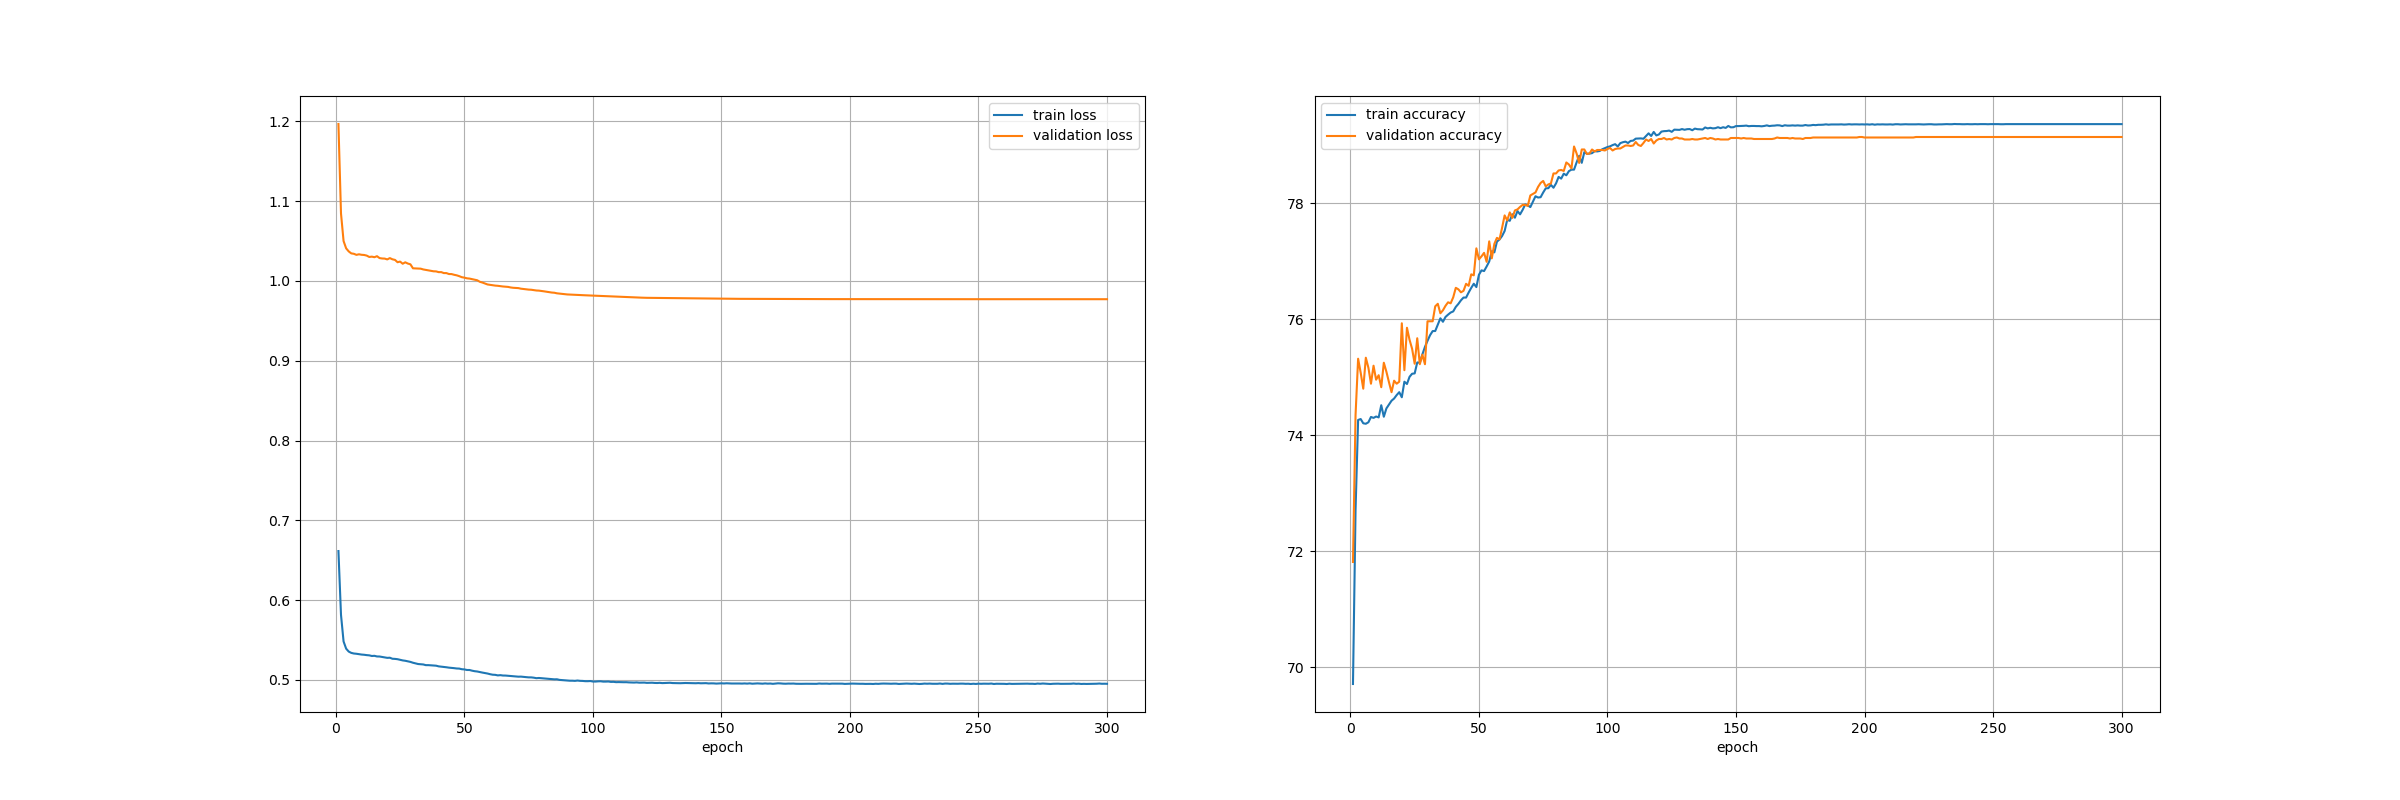 train loss
validation loss
1.2
1.1
1.0
0.9
0.8
0.7
0.6
0.5
0 50 100 150 200 250 300
epoch
train accuracy
validation accuracy
78
76
74
72
70
0 50 100 150 200 250 300
epoch